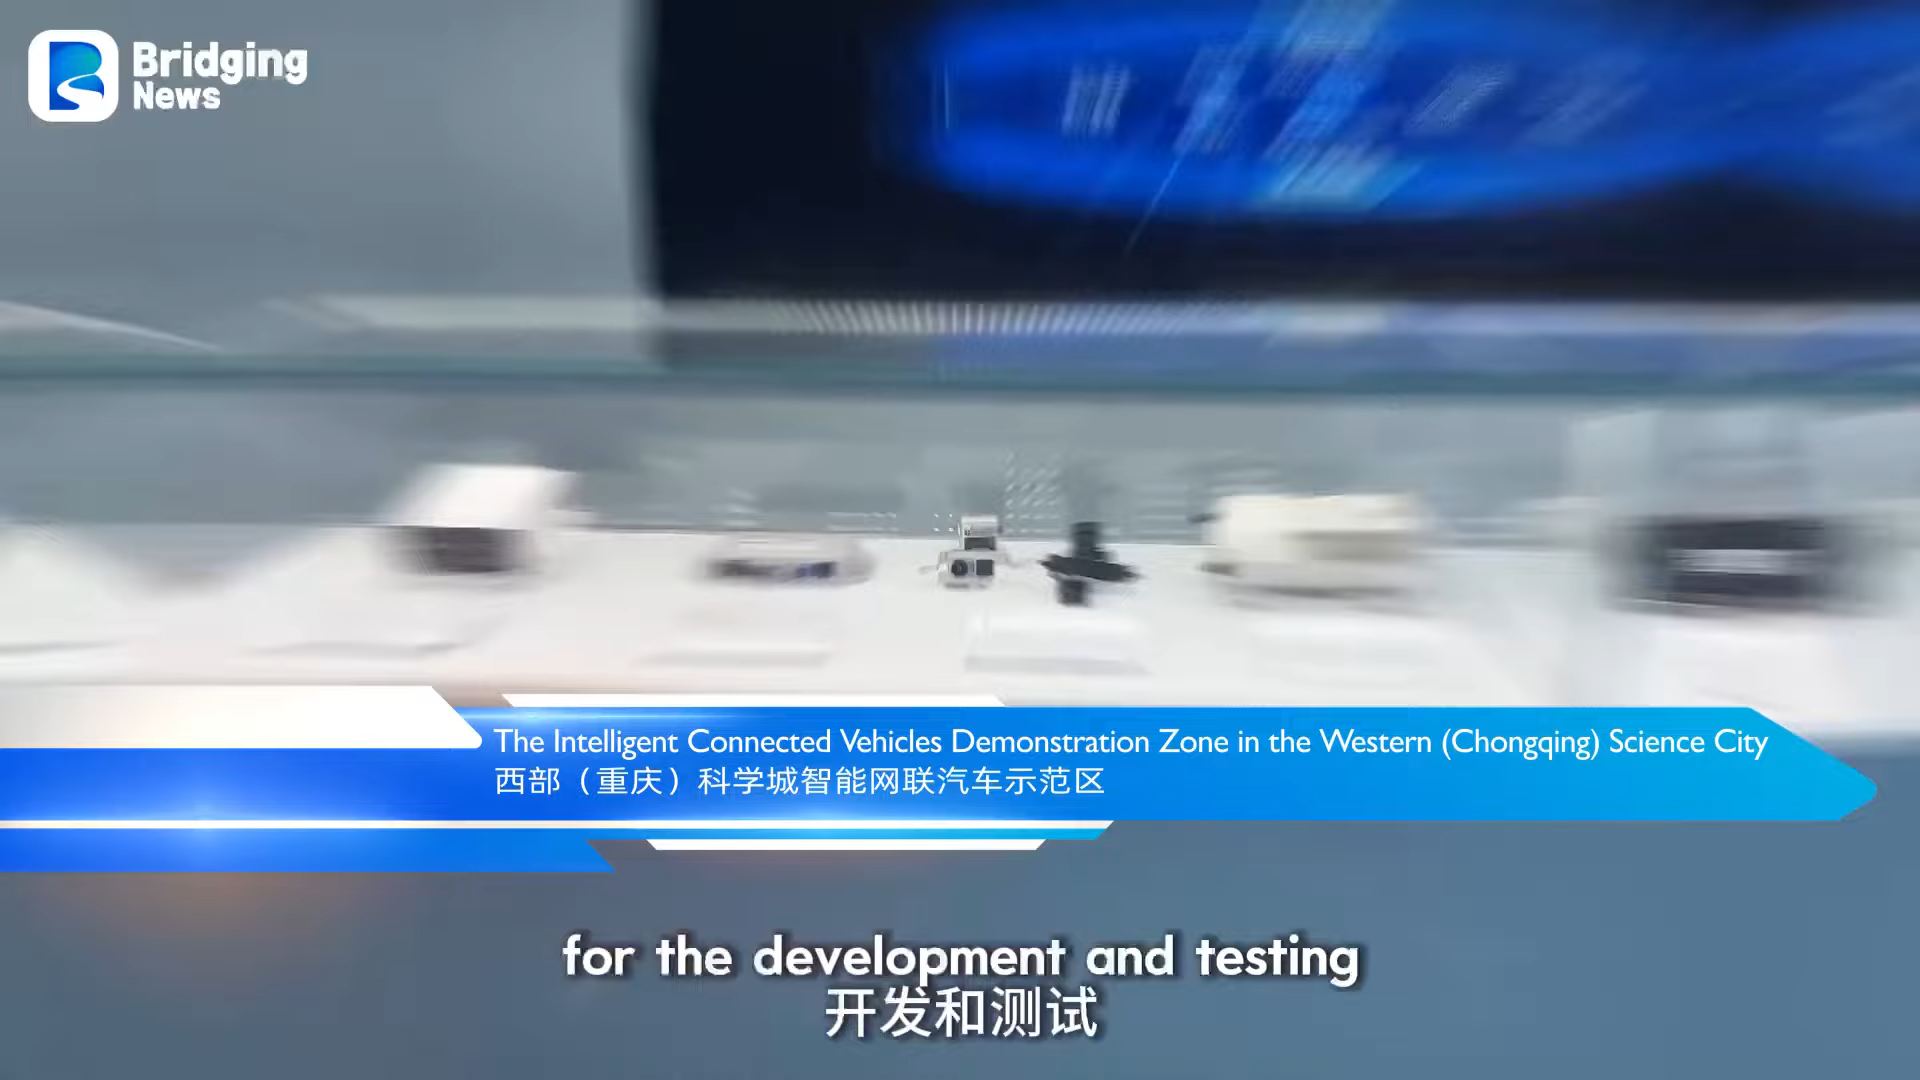 Bridging
News
The Intelligent Connected Vehicles Demonstration Zone in the Western (Chongqing) Science City
西部（重庆）科学城智能网联汽车示范区
for the development and testing
开发和测试